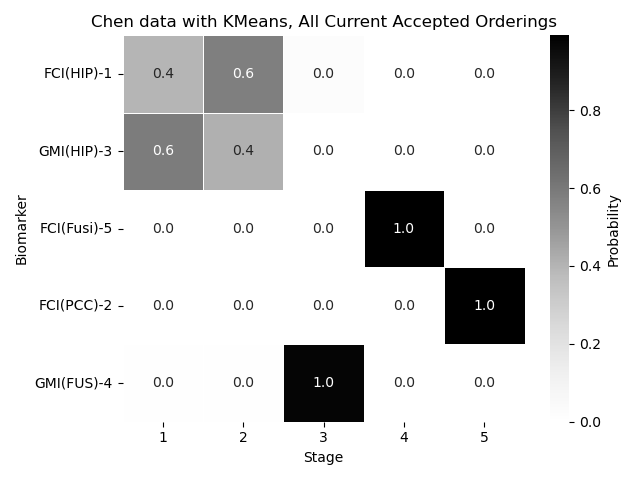 Chen data with KMeans, All Current Accepted Orderings
Biomarker
FCI(HIP)-1 0.4 0.6 0.0 0.0 0.0
GMI(HIP)-3 0.6 0.4 0.0 0.0 0.0
FCI(Fusi)-5 0.0 0.0 0.0 1.0 0.0
FCI(PCC)-2 0.0 0.0 0.0 0.0 1.0
GMI(FUS)-4 0.0 0.0 1.0 0.0 0.0
1 2 3 4 5
Stage
0.8
0.6
0.4
0.2
0.0
Probability